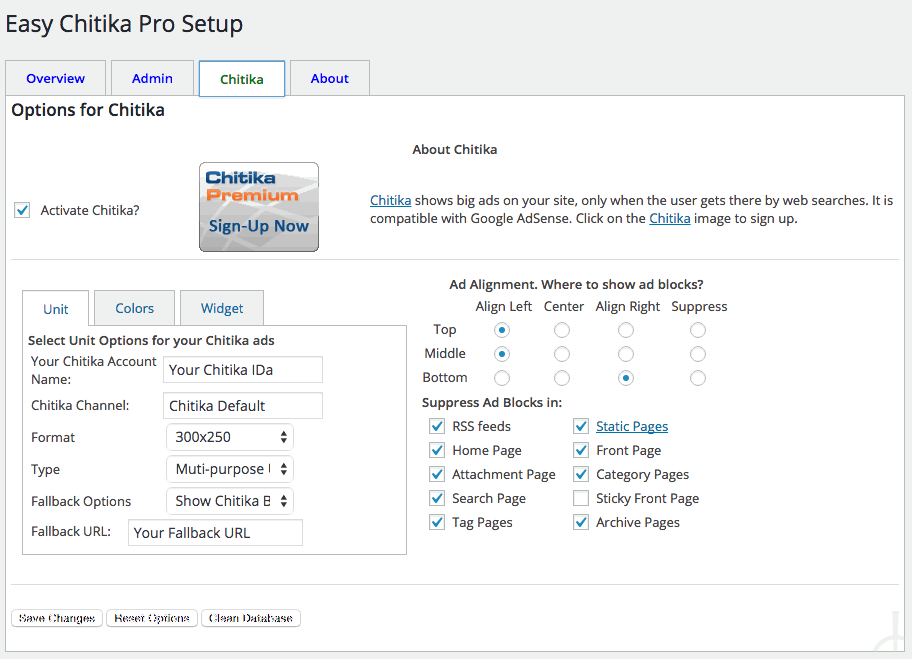 Easy Chitika Pro Setup
Overview Admin Chitika About
Options for Chitika
About Chitika
Activate Chitika?
Chitika
Premium
Sign-Up Now
Chitika shows big ads on your site, only when the user gets there by web searches. It is
compatible with Google AdSense. Click on the Chitika image to sign up.
Unit Colors Widget
Select Unit Options for your Chitika ads
Your Chitika Account
Name:
Your Chitika IDa
Chitika Channel: Chitika Default
Format 300x250
Type Muti-purpose
Fallback Options Show Chitika B
Fallback URL: Your Fallback URL
Ad Alignment. Where to show ad blocks?
Align Left Center Align Right Suppress
Top
Middle
Bottom
Suppress Ad Blocks in:
RSS feeds Static Pages
Home Page Front Page
Attachment Page Category Pages
Search Page Sticky Front Page
Tag Pages Archive Pages
Save Changes Reset Options Clean Database